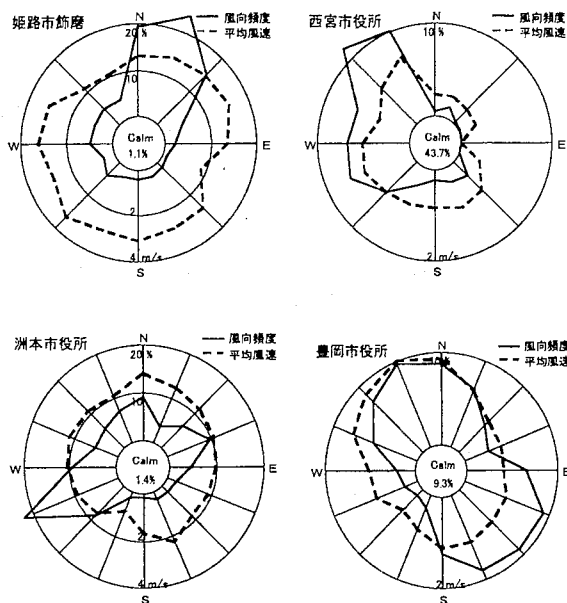 姫路市飾磨
N
20%
10
風向頻度
平均風速
W
Calm
1.1%
E
2
4 m/s
S
西宮市役所
N
10%
風向頻度
平均風速
W
Calm
43.7%
E
2 m/s
S
洲本市役所
N
20%
10
風向頻度
平均風速
W
Calm
1.4%
E
2
4 m/s
S
豊岡市役所
N
風向頻度
平均風速
W
Calm
9.3%
E
2 m/s
S